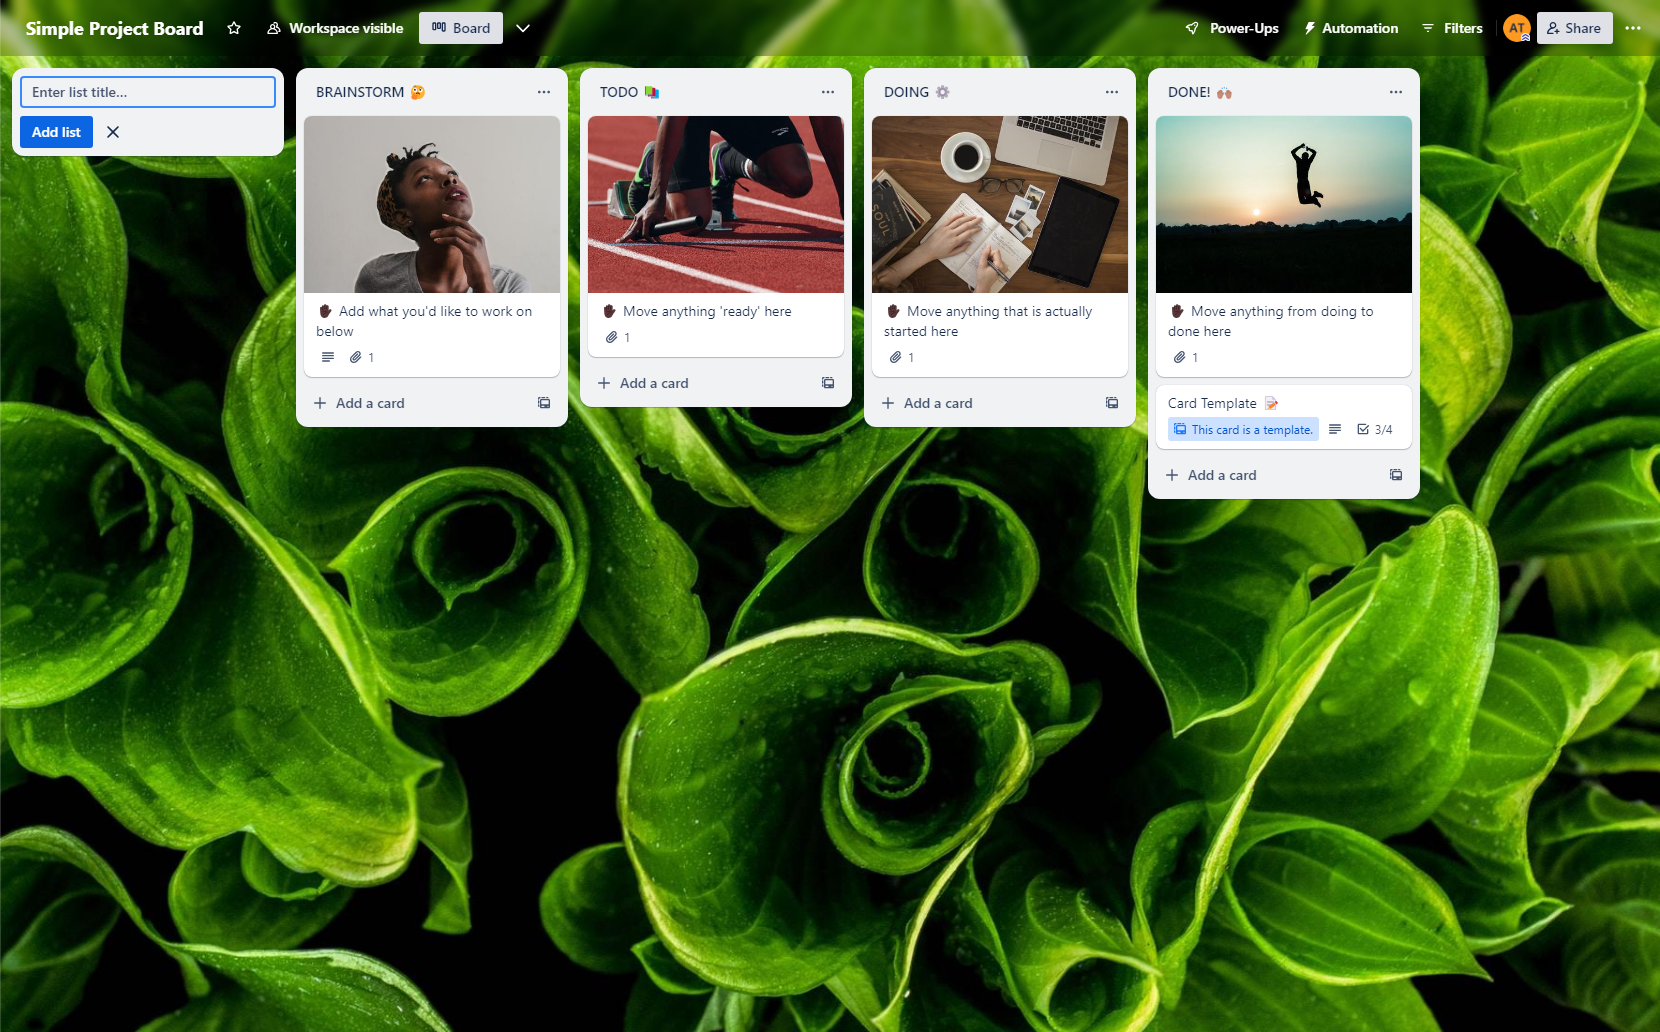 Simple Project Board
Workspace visible
Board
Power-Ups
Automation
Filters
AT
Share
Enter list title...
Add list
BRAINSTORM 🤔
Add what you'd like to work on
below
1
Add a card
TODO
Move anything 'ready' here
1
Add a card
DOING ⚙️
SOUL
Move anything that is actually
started here
1
Add a card
DONE! 🙌🏽
Move anything from doing to
done here
1
Card Template 📝
This card is a template.
3/4
Add a card